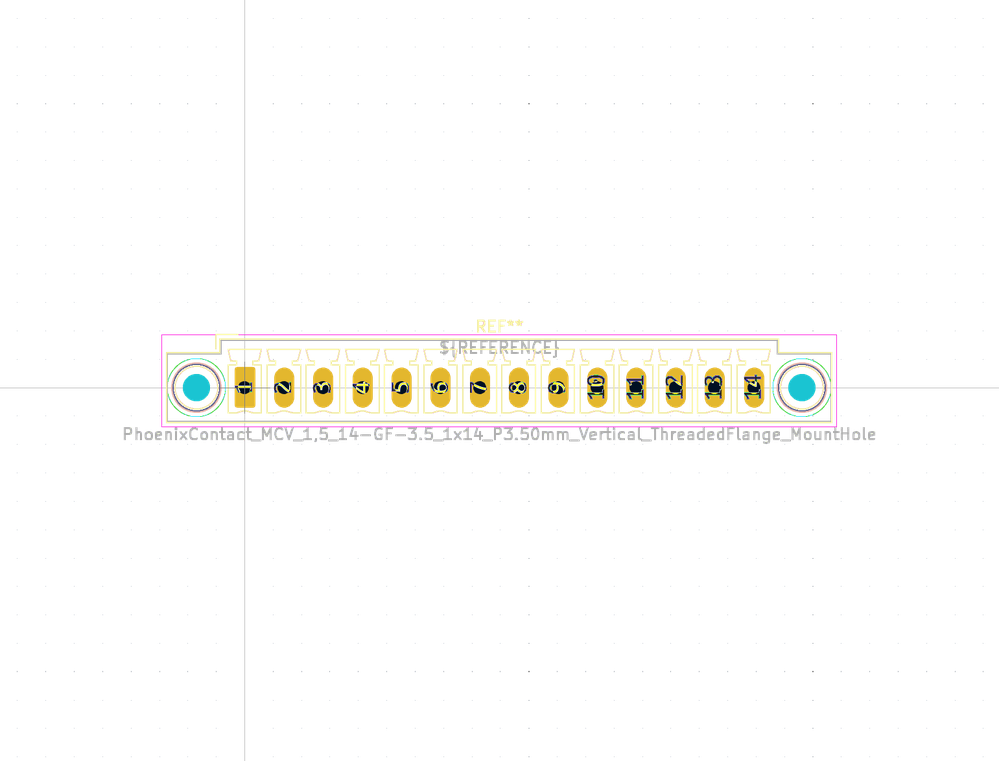 REF**
${REFERENCE}
1 2 3 4 5 6 7 8 9 10 11 12 13 14
PhoenixContact_MCV_1,5_14-GF-3.5_1x14_P3.50mm_Vertical_ThreadedFlange_MountHole